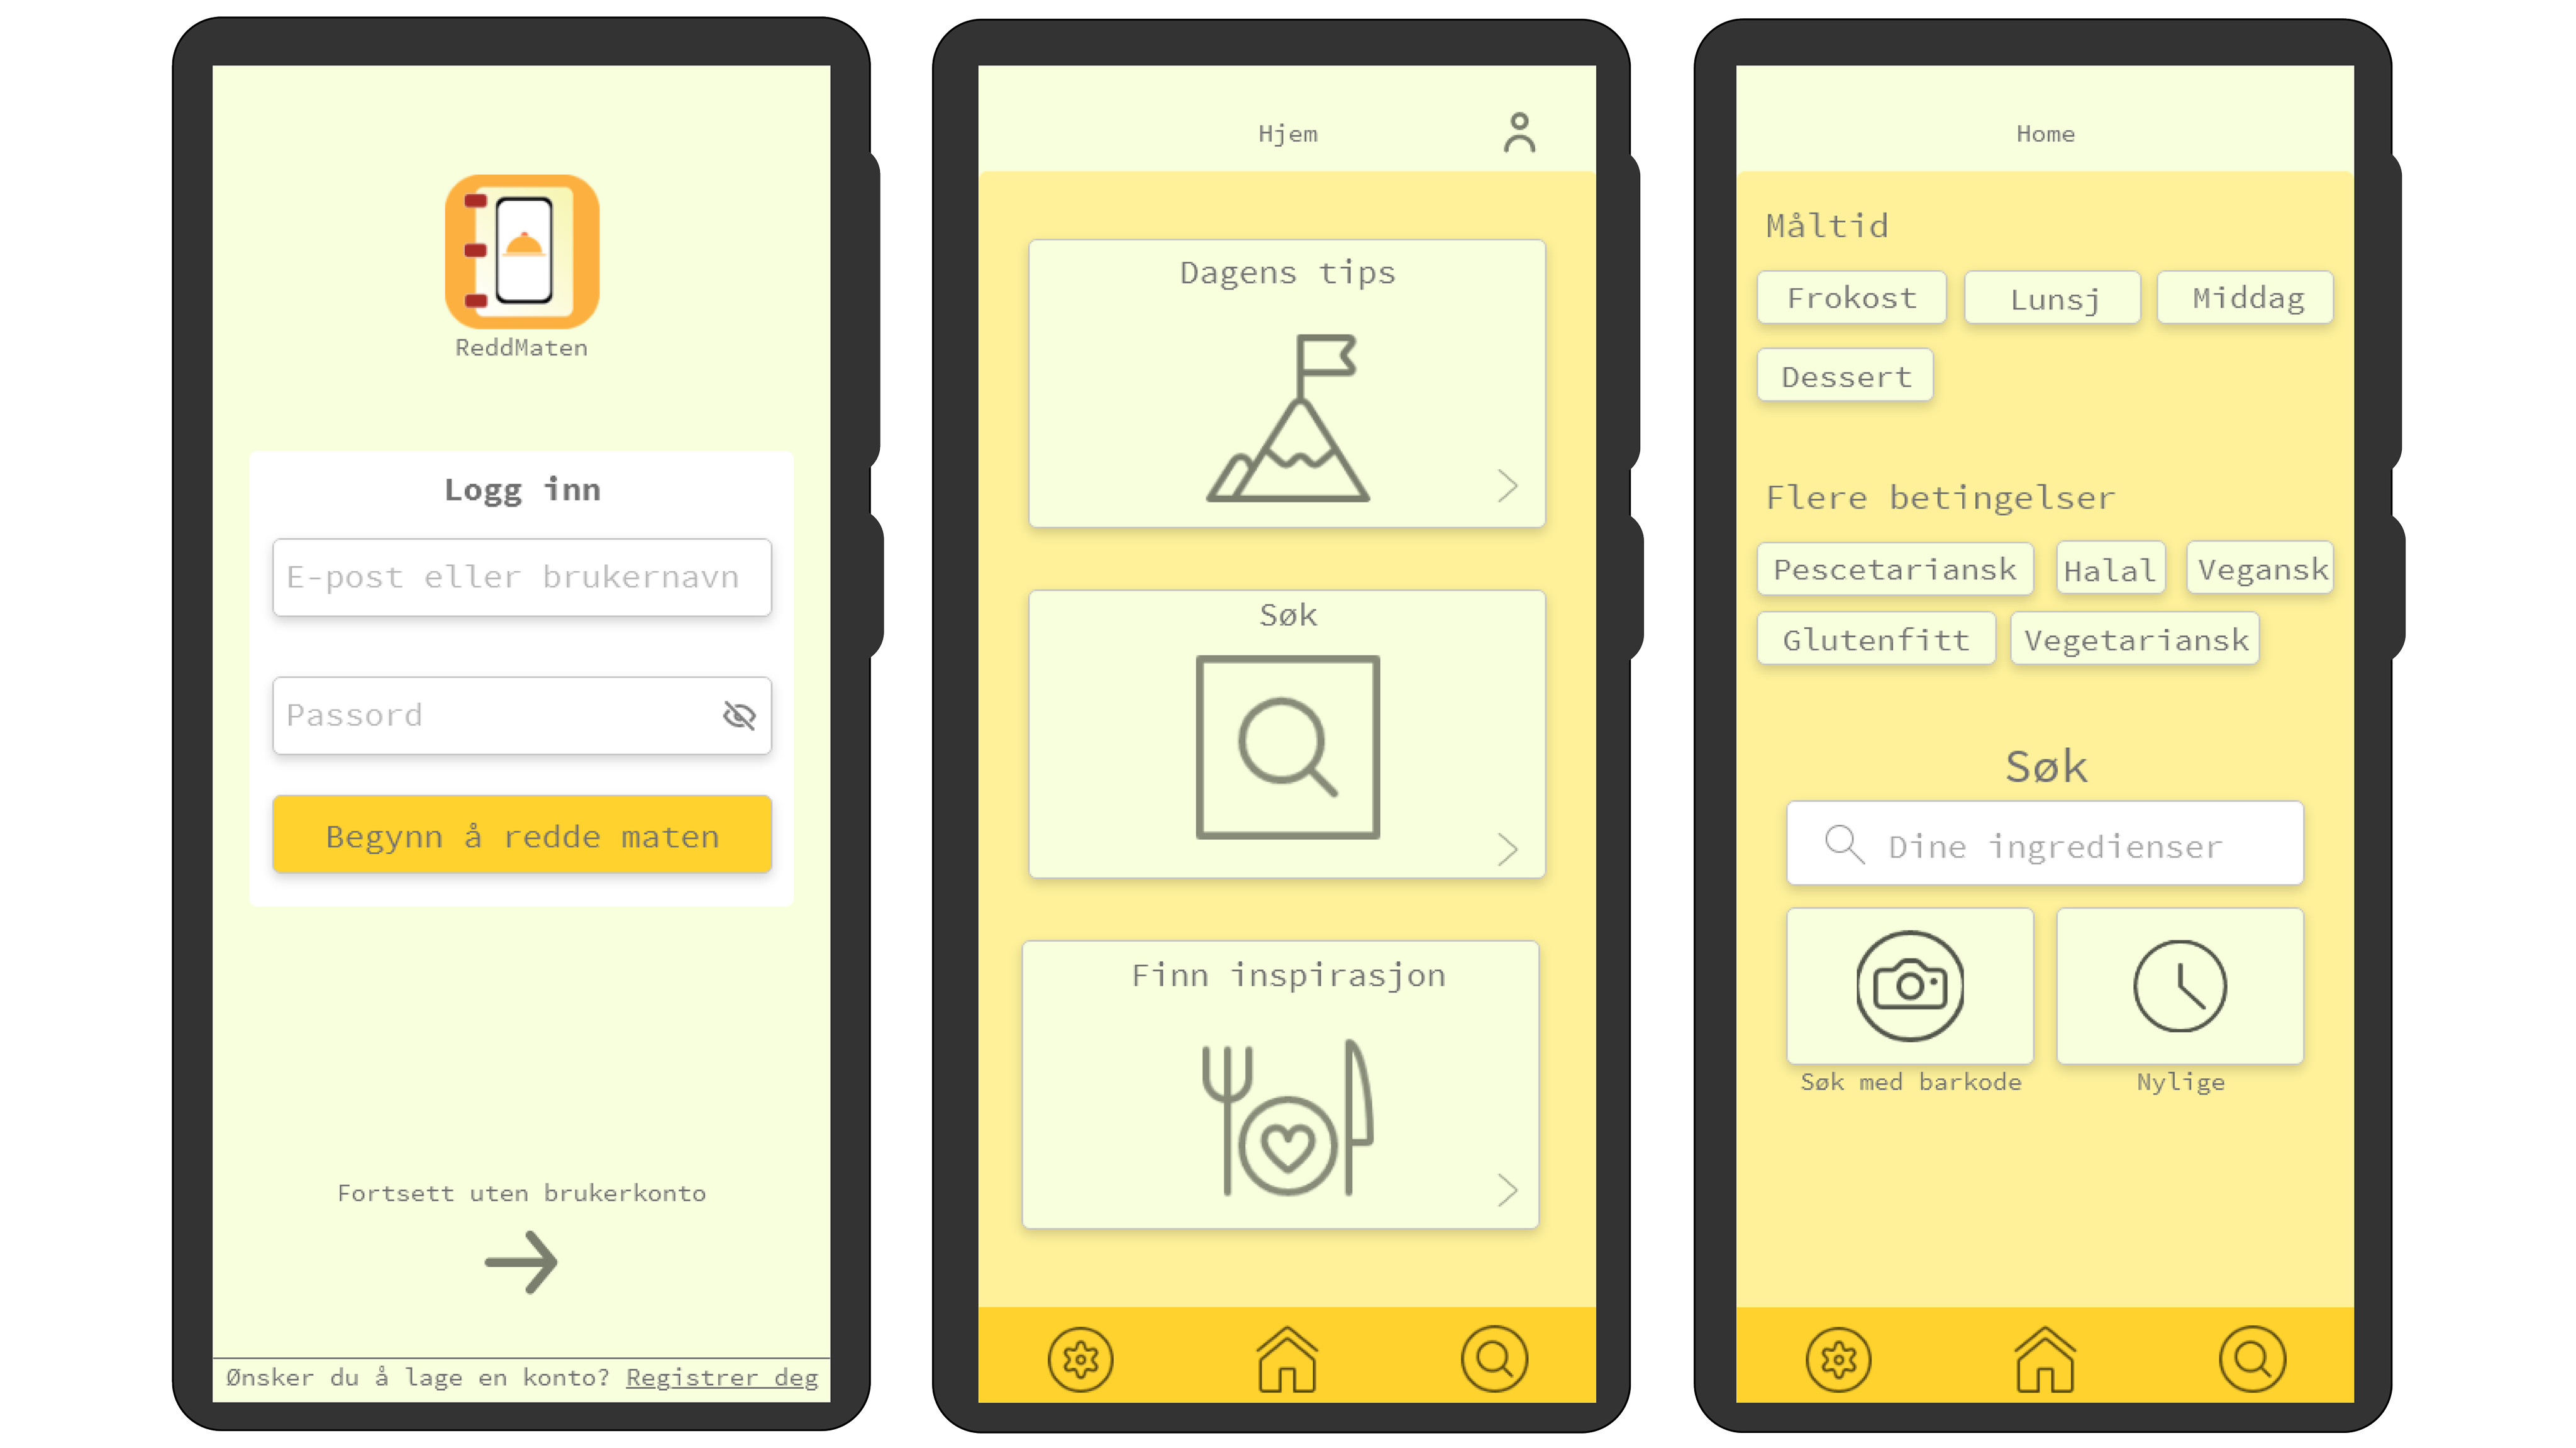 ReddMaten
Logg inn
E-post eller brukernavn
Passord
Begynn å redde maten
Fortsett uten brukerkonto
Ønsker du å lage en konto? Registrer deg
Hjem
Dagens tips
Søk
Finn inspirasjon
Home
Måltid
Frokost Lunsj Middag
Dessert
Flere betingelser
Pescetariansk Halal Vegansk
Glutenfitt Vegetariansk
Søk
Dine ingredienser
Søk med barkode Nylige